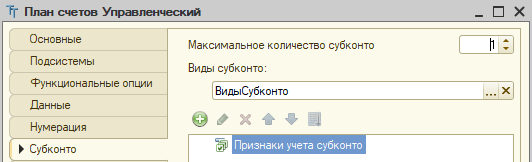 План счетов Управленческий
Основные
Подсистемы
Функциональные опции
Данные
Нумерация
Субконто
Максимальное количество субконто
1
Виды субконто:
ВидыСубконто
...
Признаки учета субконто